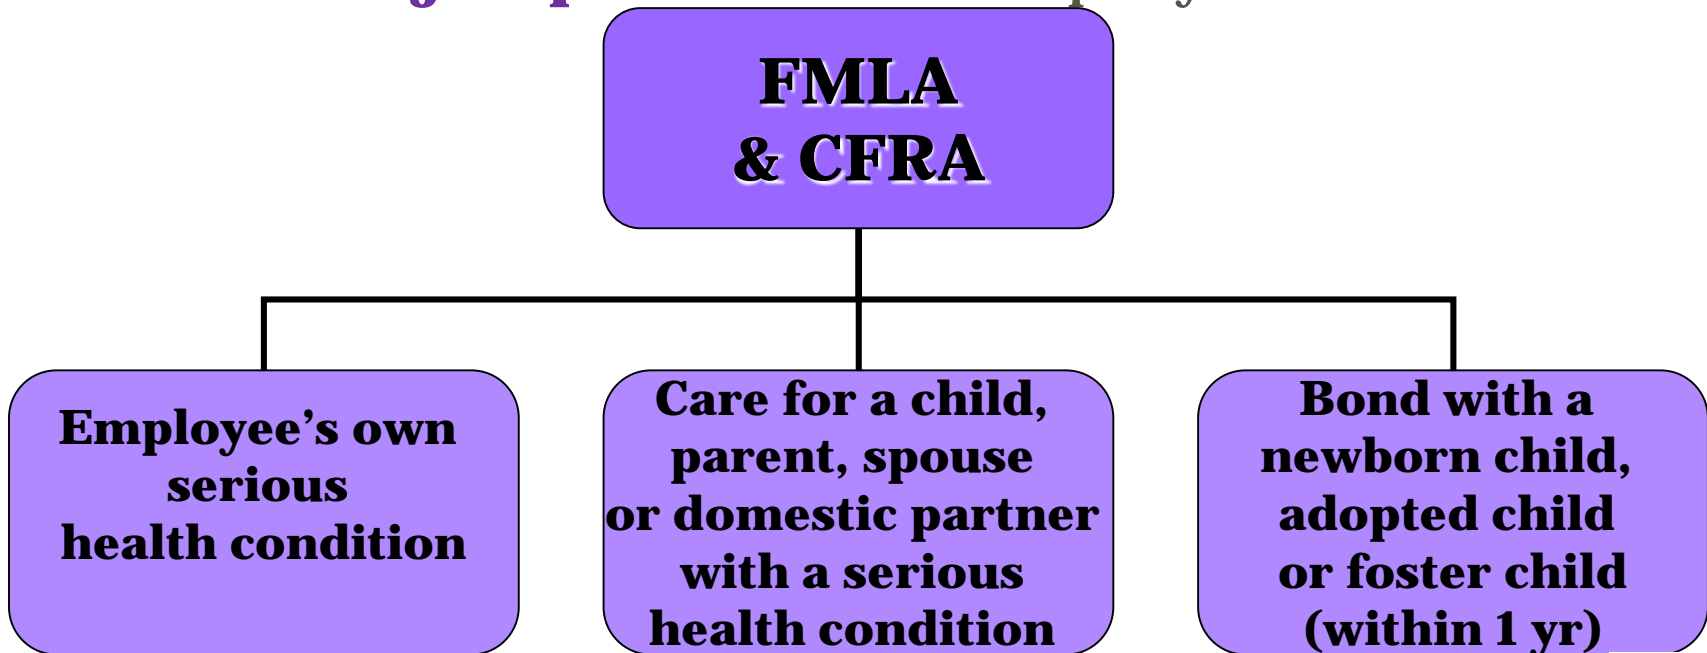 FMLA
& CFRA
Employee’s own
serious
health condition
Care for a child,
parent, spouse
or domestic partner
with a serious
health condition
Bond with a
newborn child,
adopted child
or foster child
(within 1 yr)